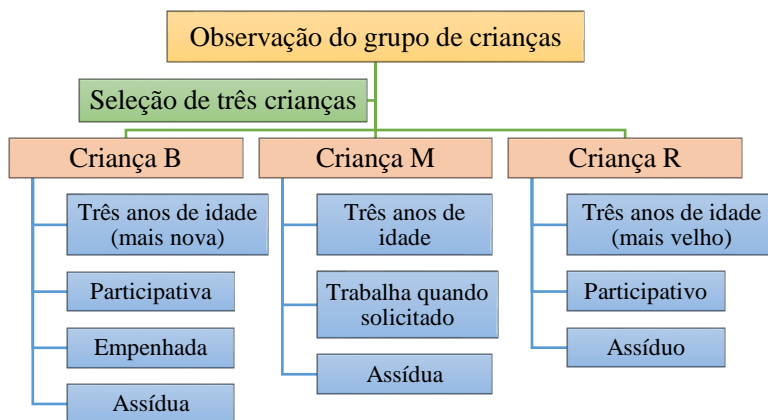 Observação do grupo de crianças
Seleção de três crianças
Criança B
Três anos de idade
(mais nova)
Participativa
Empenhada
Assídua
Criança M
Três anos de
idade
Trabalha quando
solicitado
Assídua
Criança R
Três anos de idade
(mais velho)
Participativo
Assíduo